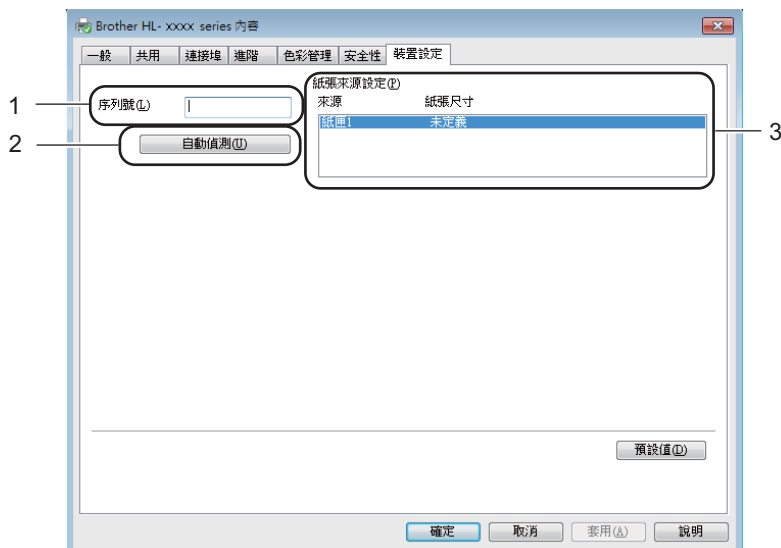 Brother HL- xxxx series 內容
一般 共用 連接埠 進階 色彩管理 安全性 裝置設定
紙張來源設定(P)
1 序列號(L) 來源 紙張尺寸
2 自動偵測(U) 紙匣1 未定義 3
預設值(D)
確定 取消 套用(A) 說明